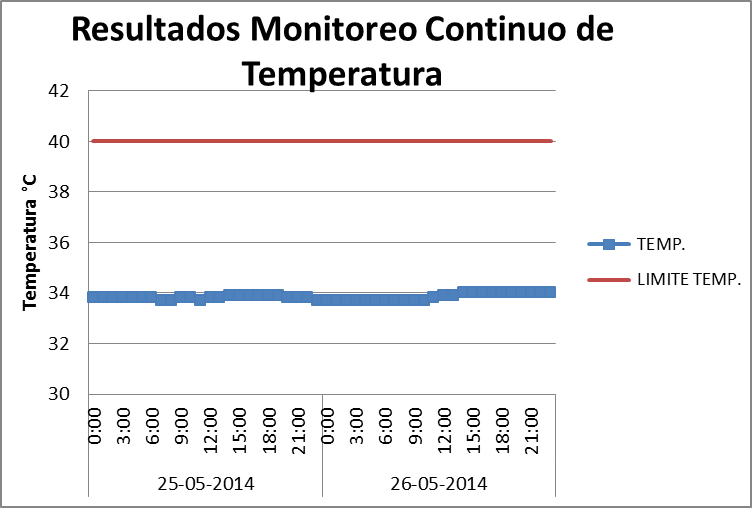 Resultados Monitoreo Continuo de
Temperatura
Temperatura °C
42
40
38
36
34
32
30
TEMP.
LIMITE TEMP.
0:00 3:00 6:00 9:00 12:00 15:00 18:00 21:00 0:00 3:00 6:00 9:00 12:00 15:00 18:00 21:00
25-05-2014 26-05-2014